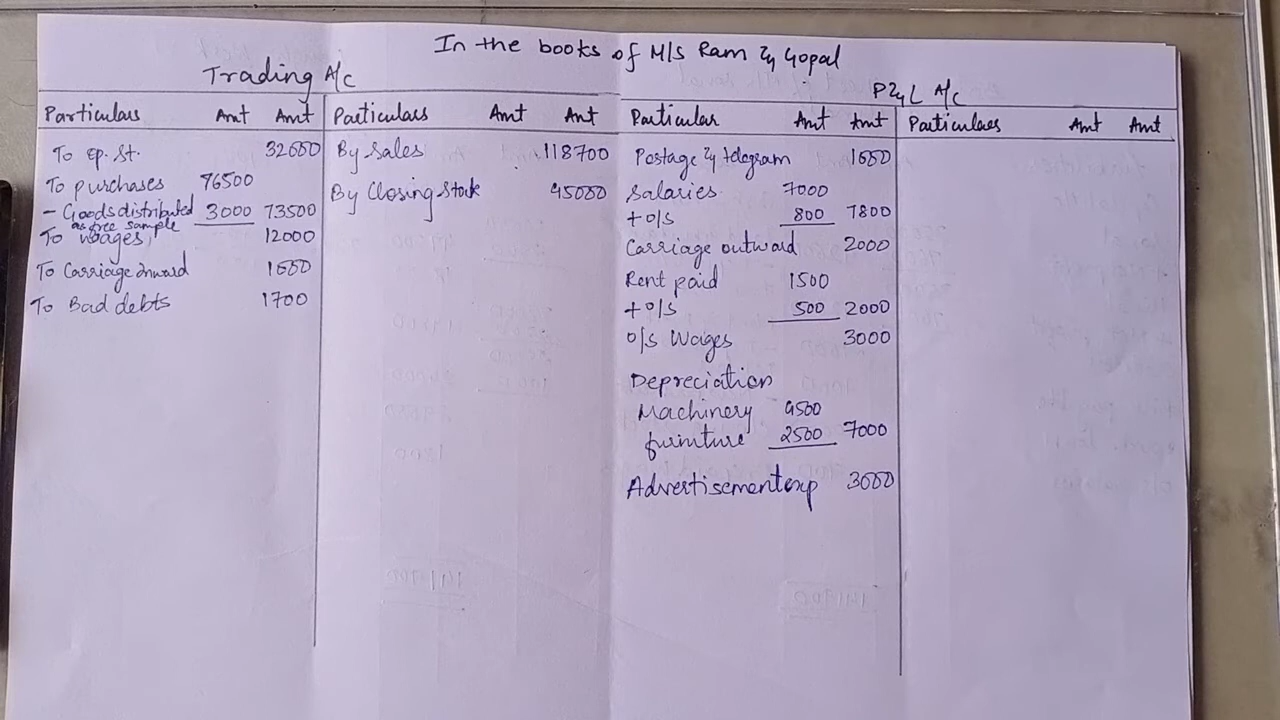 In the books of M/S Ram & Gopal
Trading A/c
P&L A/c
Particulars Amt Amt Particulars Amt Amt
To op. st. 32000 By Sales 118700
To purchases 76500 By Closing Stock 45000
- Goods distributed 3000 73500
as free sample
To wages 12000
To Carriage Inward 1600
To Bad debts 1700
Particular Amt Amt Particulars Amt Amt
Postage & telegram 1600
Salaries 7000
+ O/s 800 7800
Carriage outward 2000
Rent paid 1500
+ O/s 500 2000
O/s Wages 3000
Depreciation
Machinery 4500
furniture 2500 7000
Advertisement exp 3000